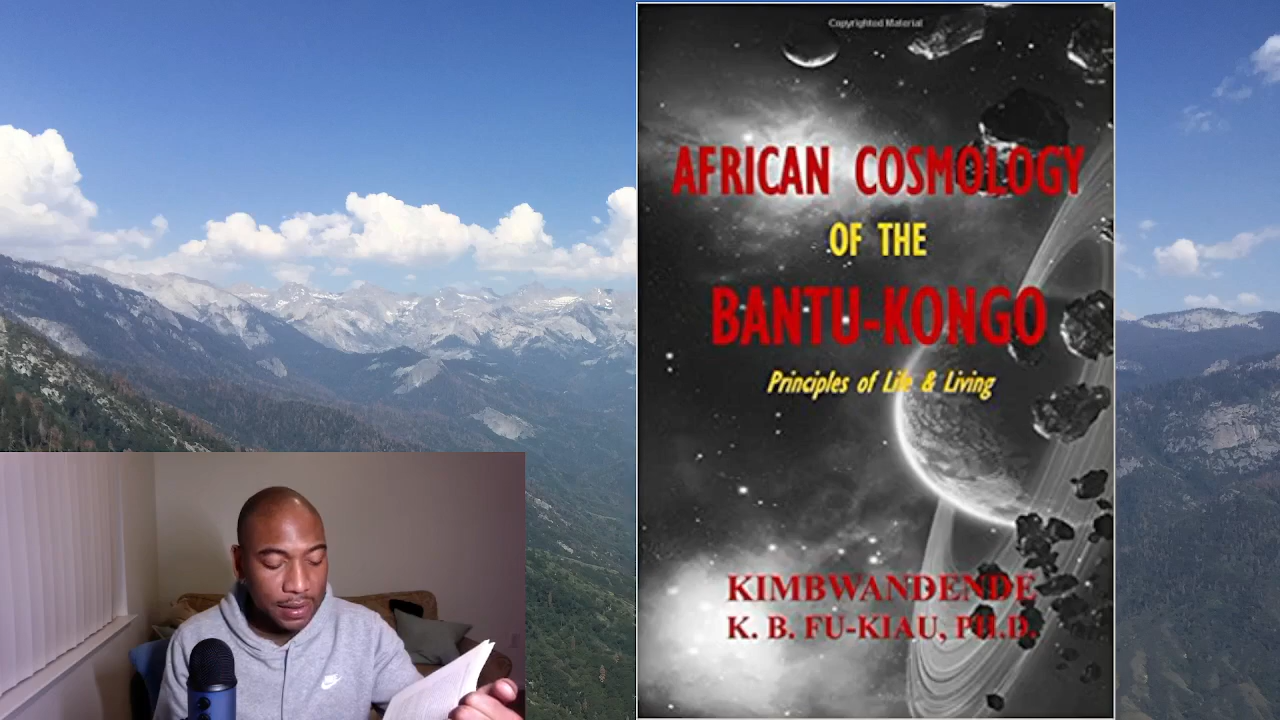 Copyrighted Material
AFRICAN COSMOLOGY
OF THE
BANTU-KONGO
Principles of Life & Living
KIMBWANDENDE
K. B. FU-KIAU, PH.D.